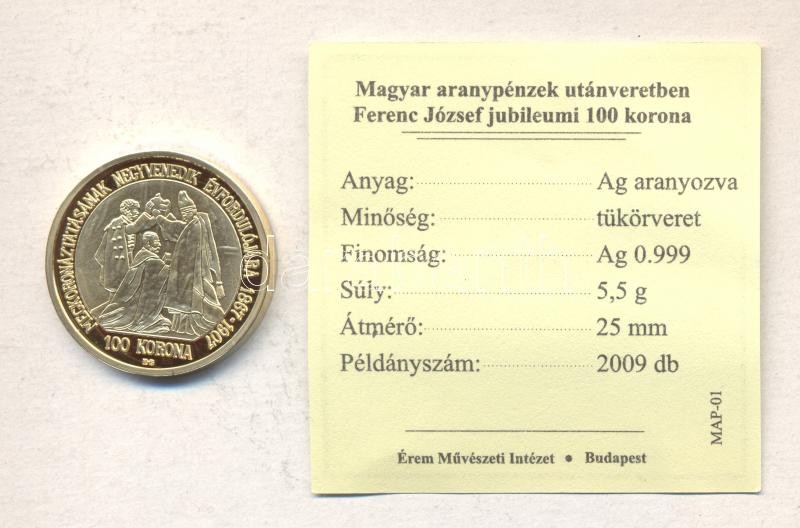 MEGKORONÁZTATÁSÁNAK NEGYVENEDIK ÉVFORDULÓJÁRA 1867·1907
100 KORONA
Magyar aranypénzek utánveretben
Ferenc József jubileumi 100 korona
Anyag: Ag aranyozva
Minőség: tükörveret
Finomság: Ag 0.999
Súly: 5,5 g
Átmérő: 25 mm
Példányszám: 2009 db
MAP-01
Érem Művészeti Intézet ● Budapest